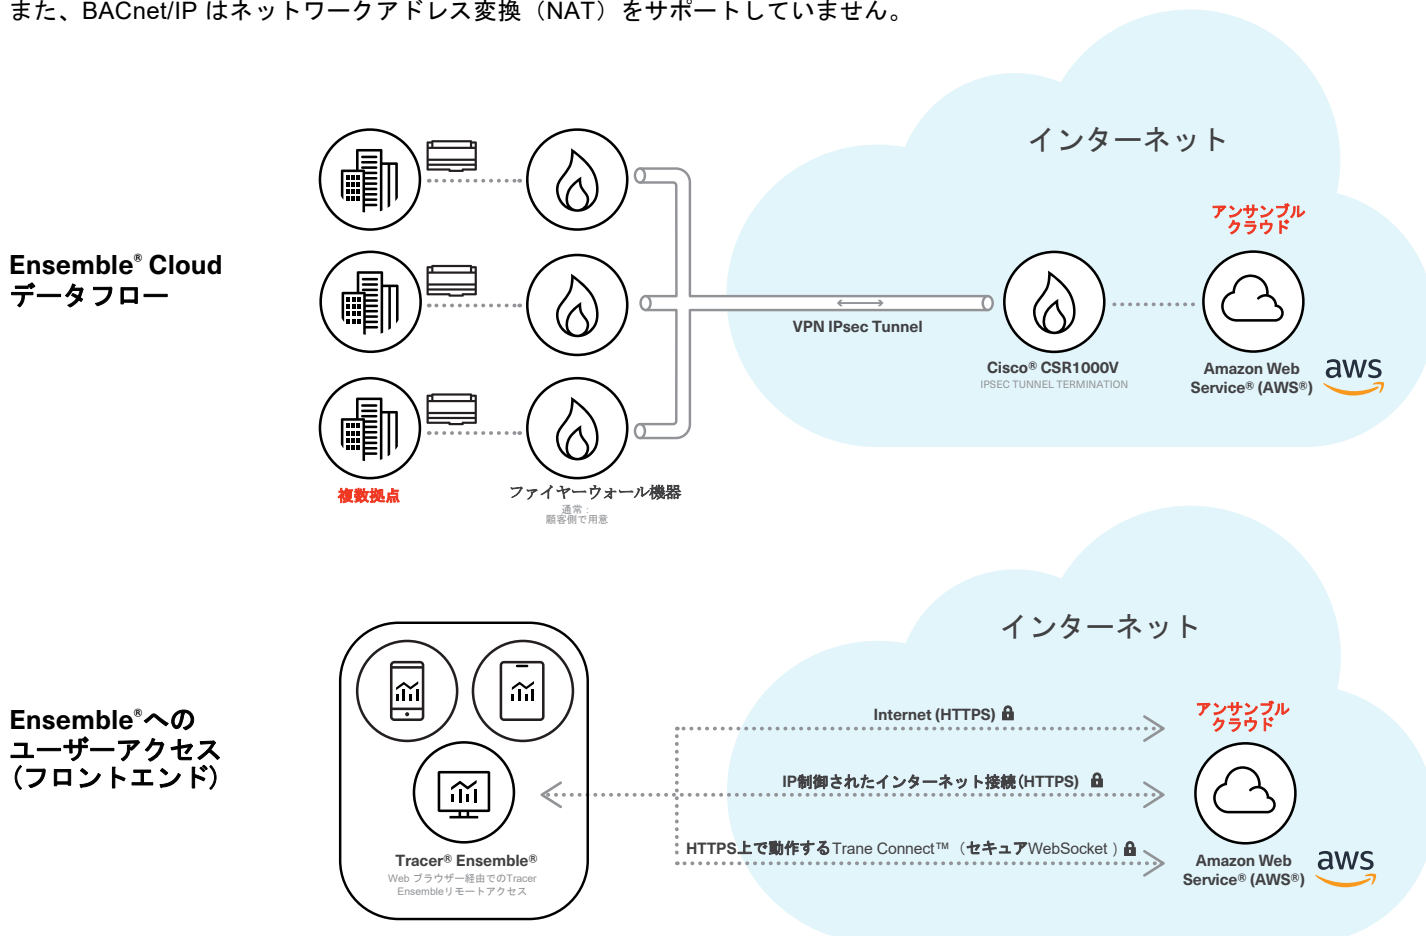 また、BACnet/IP はネットワークアドレス変換（NAT）をサポートしていません。
インターネット
アンサンブル
クラウド
Ensemble® Cloud
データフロー
VPN IPsec Tunnel
Cisco® CSR1000V
IPSEC TUNNEL TERMINATION
Amazon Web
Service® (AWS®)
aws
複数拠点
ファイヤーウォール機器
通常：
顧客側で用意
インターネット
Ensemble®への
ユーザーアクセス
（フロントエンド）
Internet (HTTPS)
アンサンブル
クラウド
IP制御されたインターネット接続(HTTPS)
HTTPS上で動作するTrane Connect™（セキュアWebSocket ）
Tracer® Ensemble®
Web ブラウザー経由でのTracer
Ensembleリモートアクセス
Amazon Web
Service® (AWS®)
aws